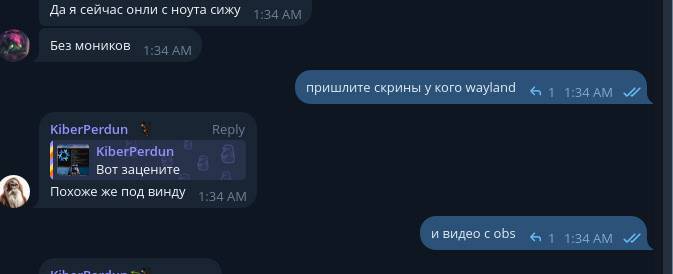 Да я сейчас онли с ноута сижу 1:34 AM
Без моников 1:34 AM
пришлите скрины у кого wayland 1 1:34 AM
KiberPerdun Reply
KiberPerdun
Вот зацените
Похоже же под винду 1:34 AM
и видео с obs 1 1:34 AM
KiberPerdun